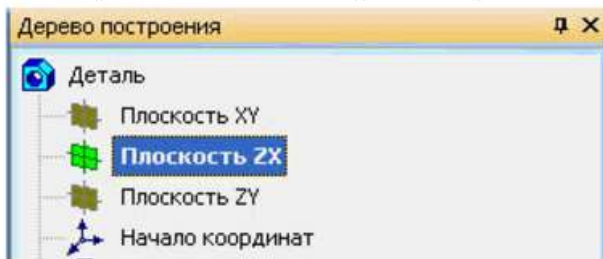 Дерево построения
Деталь
Плоскость XY
Плоскость ZX
Плоскость ZY
Начало координат